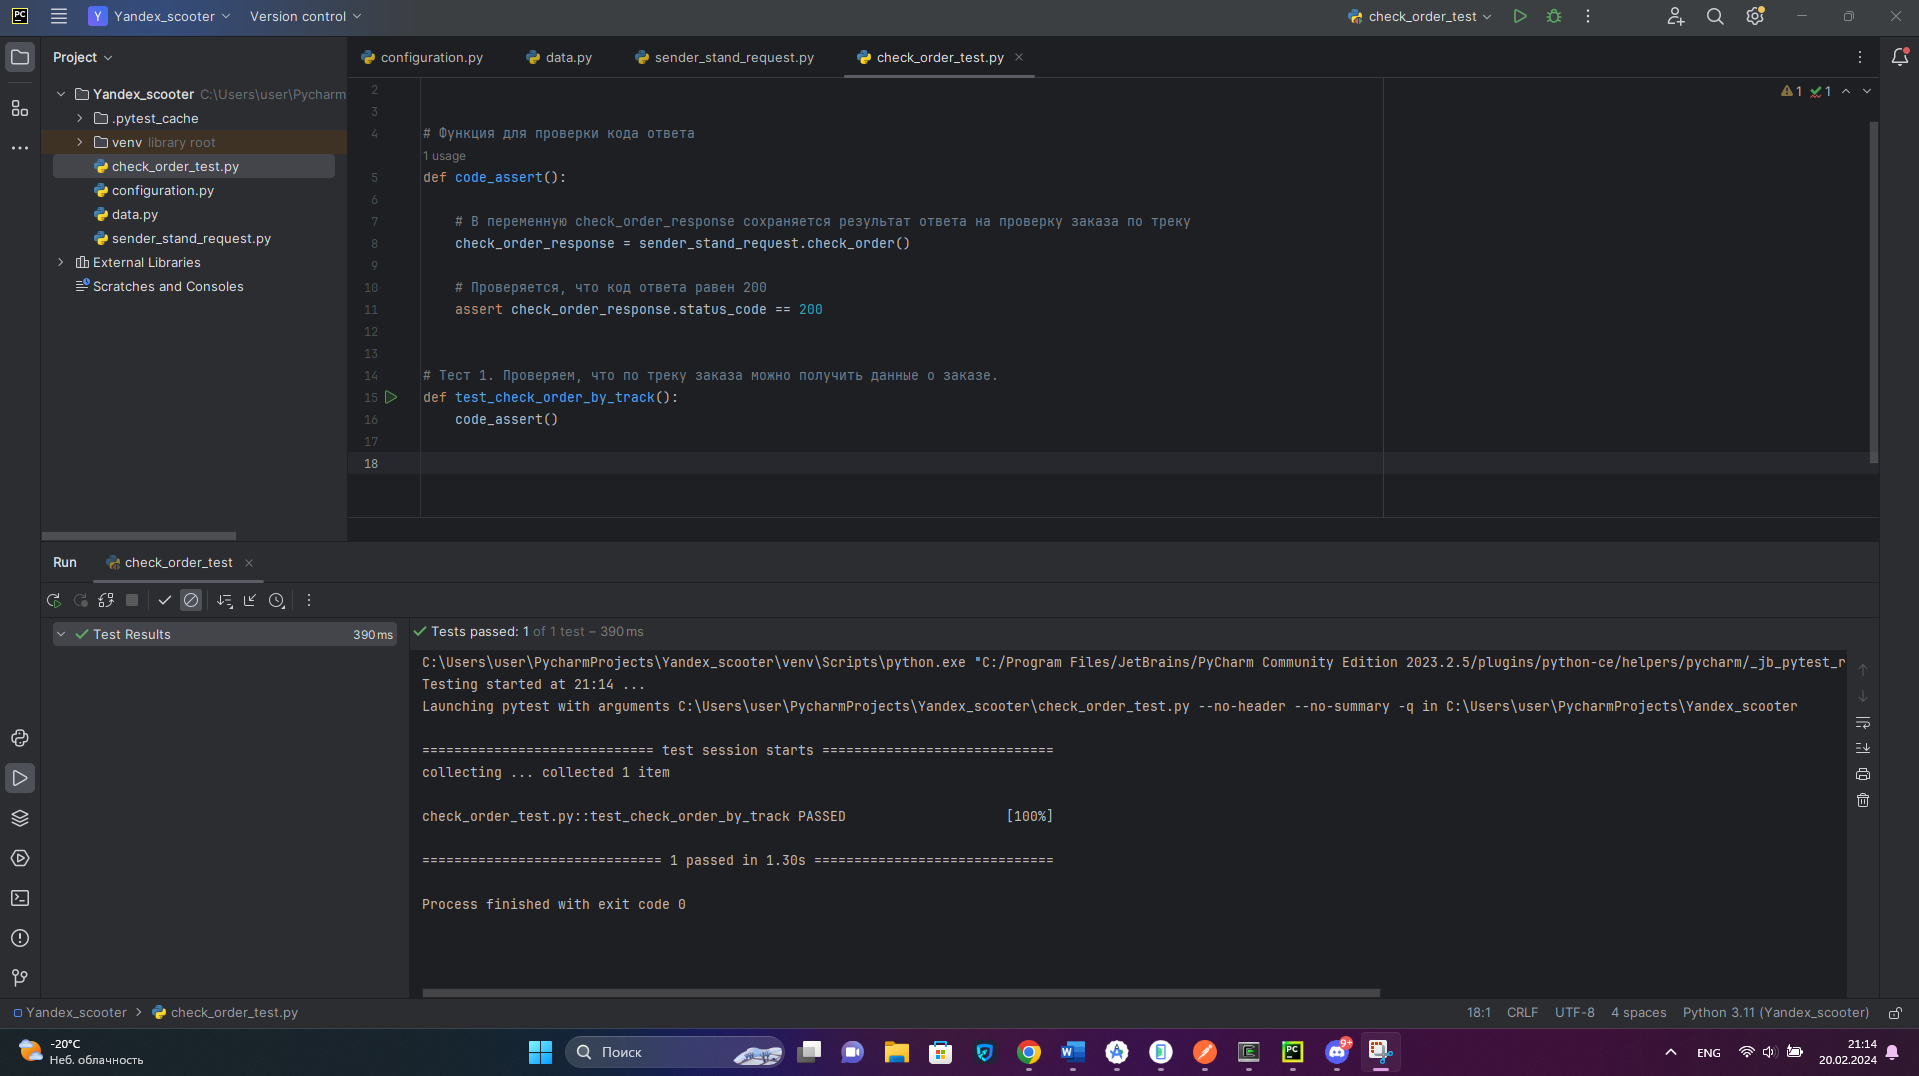 PC
Y Yandex_scooter Version control check_order_test
Project
configuration.py data.py sender_stand_request.py check_order_test.py
Yandex_scooter C:\Users\user\Pycharm
.pytest_cache
venv library root
check_order_test.py
configuration.py
data.py
sender_stand_request.py
External Libraries
Scratches and Consoles
1 1
2
3
4 # Функция для проверки кода ответа
1 usage
5 def code_assert():
6
7 # В переменную check_order_response сохраняется результат ответа на проверку заказа по треку
8 check_order_response = sender_stand_request.check_order()
9
10 # Проверяется, что код ответа равен 200
11 assert check_order_response.status_code == 200
12
13
14 # Тест 1. Проверяем, что по треку заказа можно получить данные о заказе.
15 def test_check_order_by_track():
16 code_assert()
17
18
Run check_order_test
Test Results 390 ms
Tests passed: 1 of 1 test – 390 ms
C:\Users\user\PycharmProjects\Yandex_scooter\venv\Scripts\python.exe "C:/Program Files/JetBrains/PyCharm Community Edition 2023.2.5/plugins/python-ce/helpers/pycharm/_jb_pytest_r
Testing started at 21:14 ...
Launching pytest with arguments C:\Users\user\PycharmProjects\Yandex_scooter\check_order_test.py --no-header --no-summary -q in C:\Users\user\PycharmProjects\Yandex_scooter
============================= test session starts =============================
collecting ... collected 1 item
check_order_test.py::test_check_order_by_track PASSED [100%]
============================== 1 passed in 1.30s ==============================
Process finished with exit code 0
Yandex_scooter check_order_test.py
18:1 CRLF UTF-8 4 spaces Python 3.11 (Yandex_scooter)
-20°C
Неб. облачность
Поиск
W
PC
9+
ENG
21:14
20.02.2024